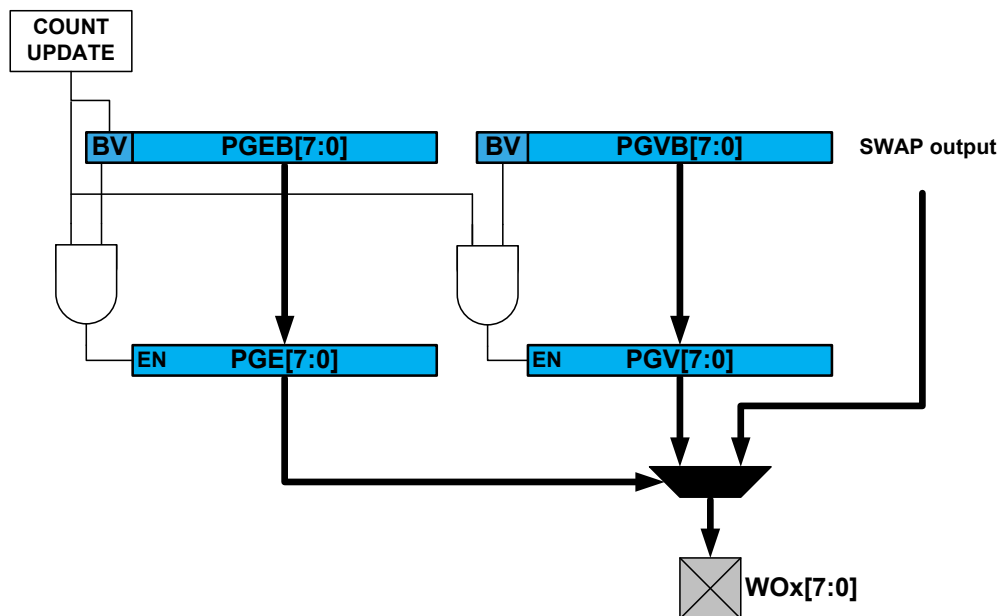 COUNT
UPDATE
BV
PGEB[7:0]
BV
PGVB[7:0]
SWAP output
EN
PGE[7:0]
EN
PGV[7:0]
WOx[7:0]